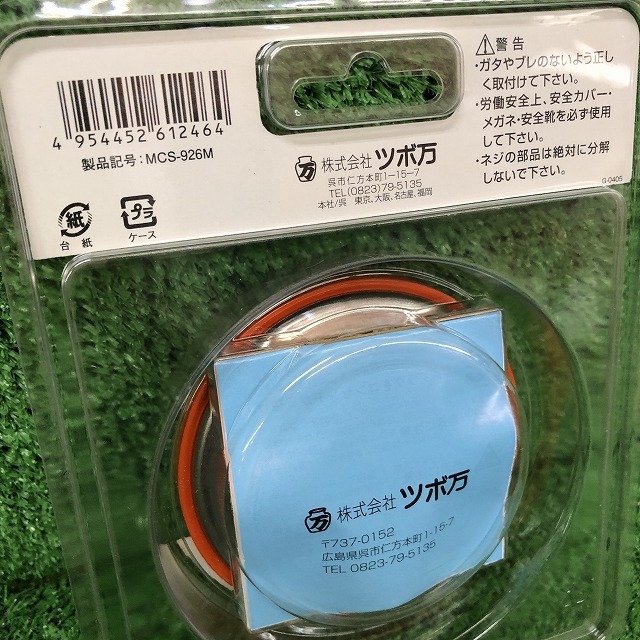 4 954452 612464
製品記号：MCS-926M
紙
台紙
プラ
ケース
万 株式会社 ツボ万
呉市仁方本町1-15-7
TEL(0823)79-5135
本社/呉 東京、大阪、名古屋、福岡
警告
・ガタやブレのないよう正し
く取付けて下さい。
・労働安全上、安全カバー・
メガネ・安全靴を必ず使用
して下さい。
・ネジの部品は絶対に分解
しないで下さい。
G-0405
万 株式会社 ツボ万
〒737-0152
広島県呉市仁方本町1-15-7
TEL 0823-79-5135